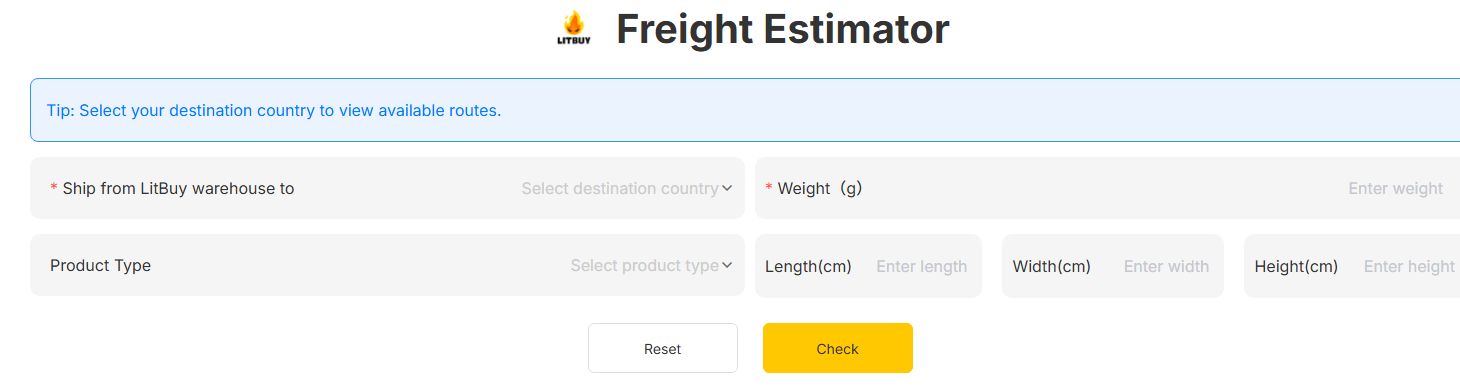 LITBUY
Freight Estimator
Tip: Select your destination country to view available routes.
* Ship from LitBuy warehouse to Select destination country
* Weight（g） Enter weight
Product Type Select product type
Length(cm) Enter length
Width(cm) Enter width
Height(cm) Enter height
Reset
Check